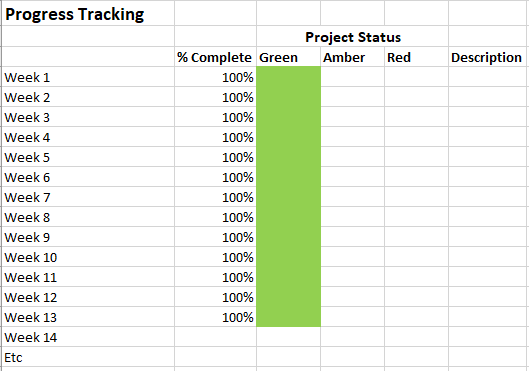 Progress Tracking
Project Status
% Complete Green Amber Red Description
Week 1 100%
Week 2 100%
Week 3 100%
Week 4 100%
Week 5 100%
Week 6 100%
Week 7 100%
Week 8 100%
Week 9 100%
Week 10 100%
Week 11 100%
Week 12 100%
Week 13 100%
Week 14
Etc